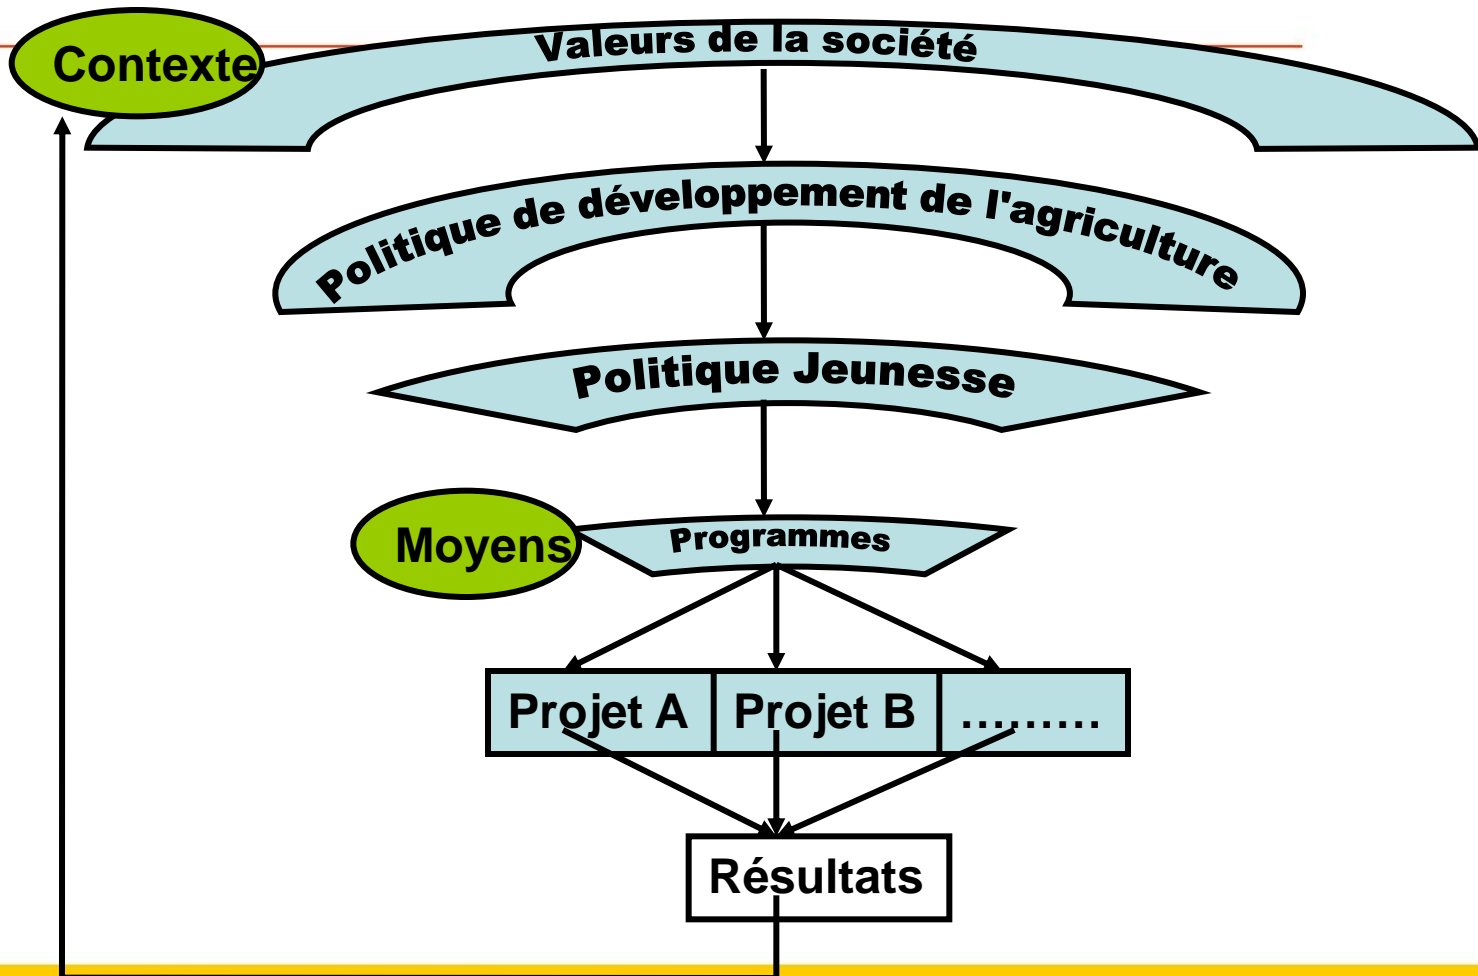 Contexte
Valeurs de la société
Politique de développement de l'agriculture
Politique Jeunesse
Moyens
Programmes
Projet A
Projet B
.........
Résultats